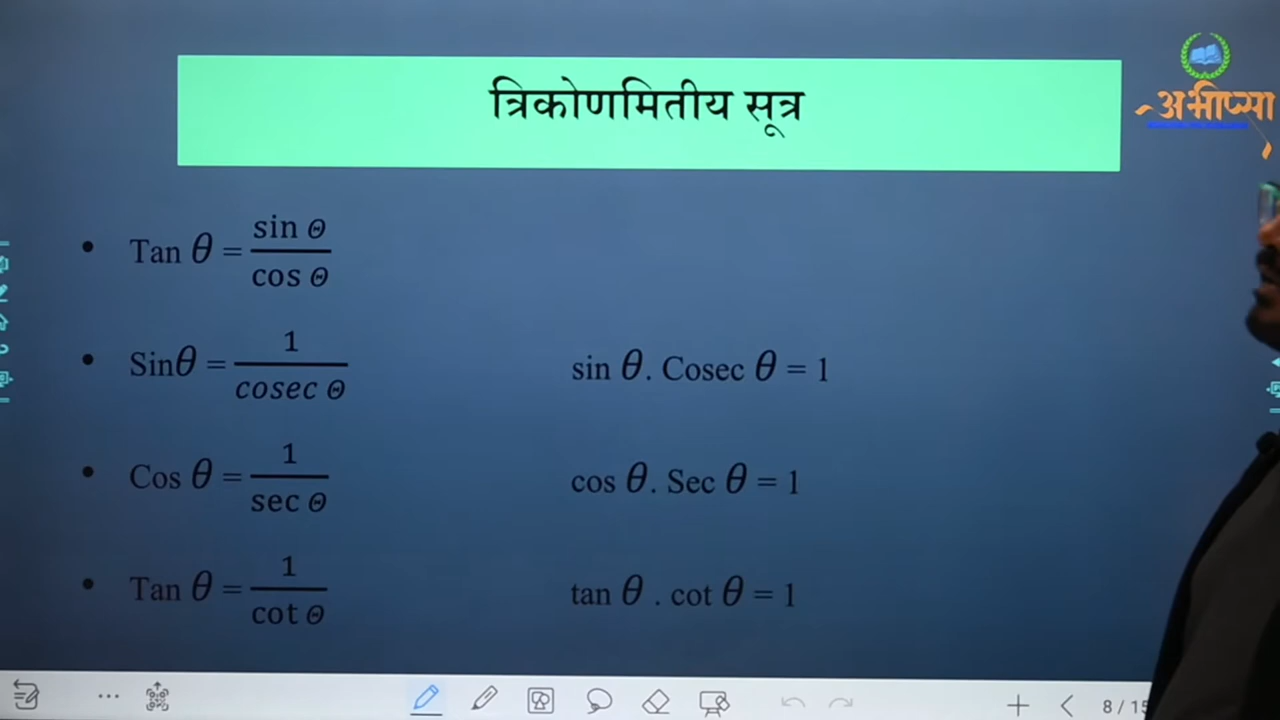 त्रिकोणमितीय सूत्र
अभीप्सा
• Tan θ = sin Θ / cos Θ
• Sinθ = 1 / cosec Θ
sin θ. Cosec θ = 1
• Cos θ = 1 / sec Θ
cos θ. Sec θ = 1
• Tan θ = 1 / cot Θ
tan θ . cot θ = 1
8 / 15